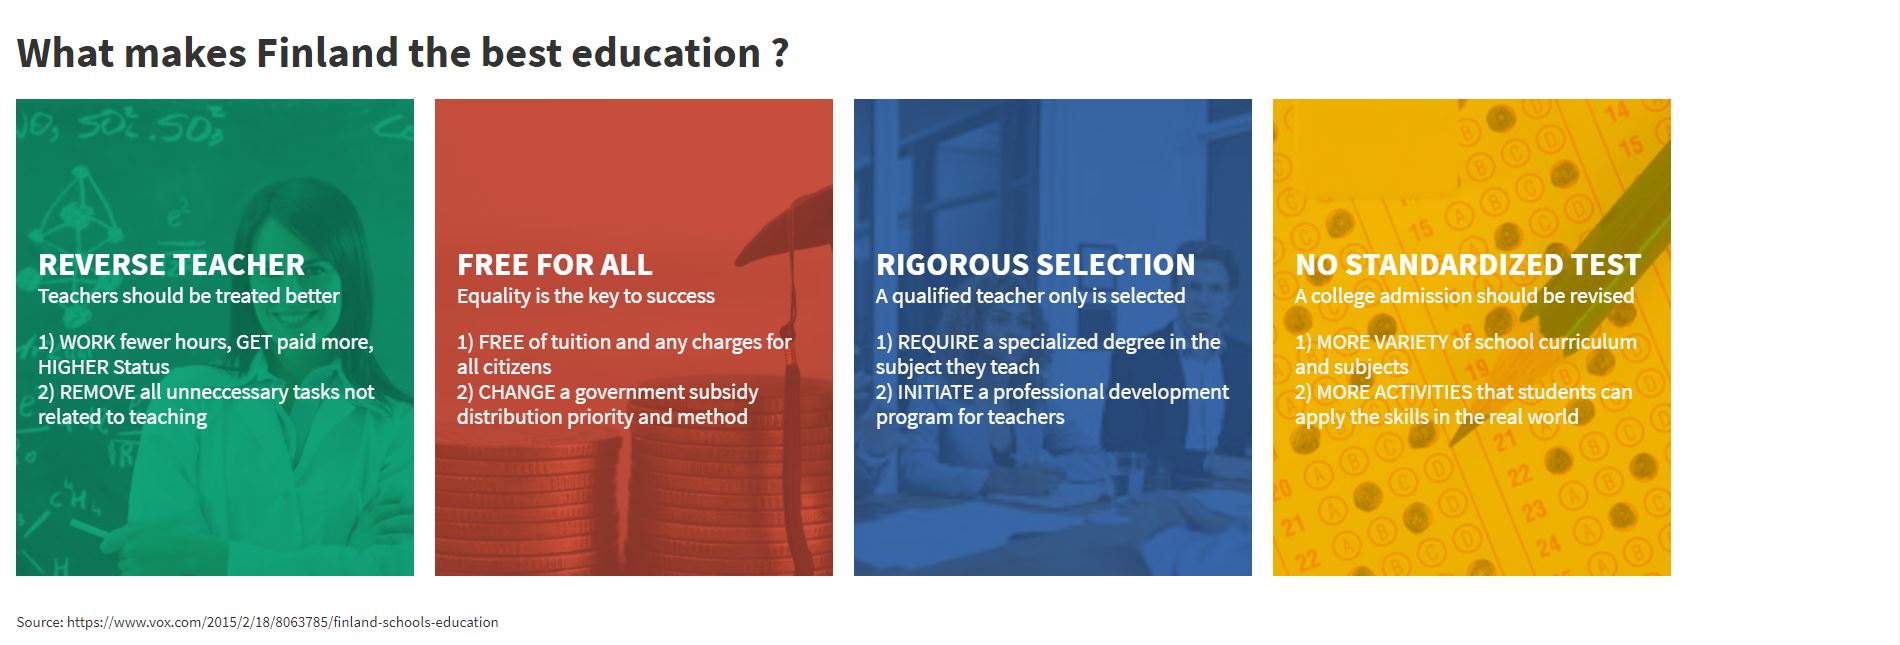 What makes Finland the best education ?
REVERSE TEACHER
Teachers should be treated better
1) WORK fewer hours, GET paid more,
HIGHER Status
2) REMOVE all unneccessary tasks not
related to teaching
FREE FOR ALL
Equality is the key to success
1) FREE of tuition and any charges for
all citizens
2) CHANGE a government subsidy
distribution priority and method
RIGOROUS SELECTION
A qualified teacher only is selected
1) REQUIRE a specialized degree in the
subject they teach
2) INITIATE a professional development
program for teachers
NO STANDARDIZED TEST
A college admission should be revised
1) MORE VARIETY of school curriculum
and subjects
2) MORE ACTIVITIES that students can
apply the skills in the real world
Source: https://www.vox.com/2015/2/18/8063785/finland-schools-education